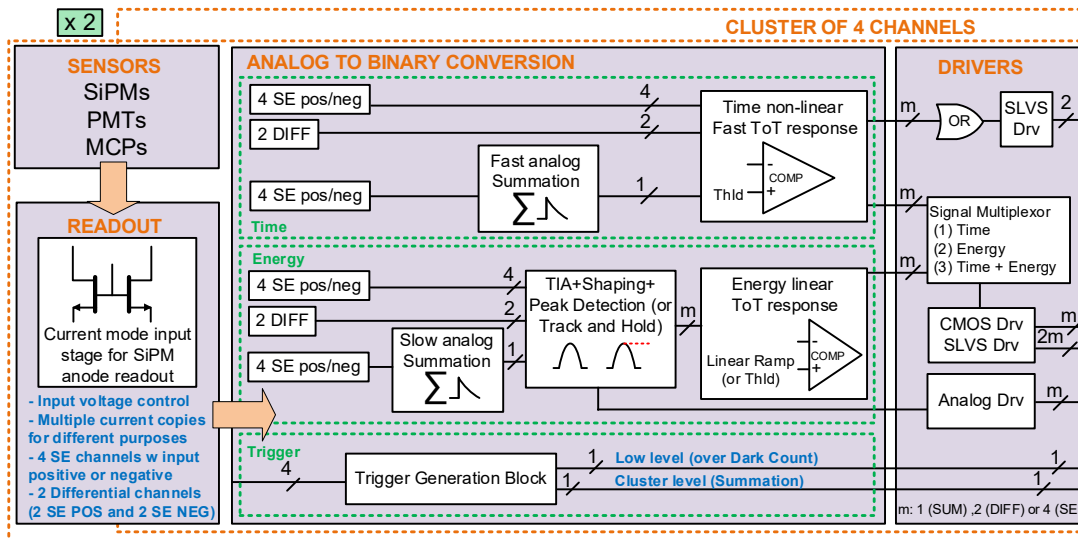 x 2
CLUSTER OF 4 CHANNELS
SENSORS
SiPMs
PMTs
MCPs
READOUT
Current mode input
stage for SiPM
anode readout
- Input voltage control
- Multiple current copies
for different purposes
- 4 SE channels w input
positive or negative
- 2 Differential channels
(2 SE POS and 2 SE NEG)
ANALOG TO BINARY CONVERSION
4 SE pos/neg
4
2 DIFF
2
4 SE pos/neg
Fast analog
Summation
∑
1
Time non-linear
Fast ToT response
-
COMP
+
Thld
Time
m
m
Energy
4 SE pos/neg
4
2 DIFF
2
4 SE pos/neg
Slow analog
Summation
∑
1
TIA+Shaping+
Peak Detection (or
Track and Hold)
m
Energy linear
ToT response
-
COMP
+
Linear Ramp
(or Thld)
m
Trigger
4
Trigger Generation Block
1
Low level (over Dark Count)
1
1
Cluster level (Summation)
1
DRIVERS
OR
SLVS
Drv
2
Signal Multiplexor
(1) Time
(2) Energy
(3) Time + Energy
CMOS Drv
SLVS Drv
m
2m
Analog Drv
m
m: 1 (SUM) ,2 (DIFF) or 4 (SE